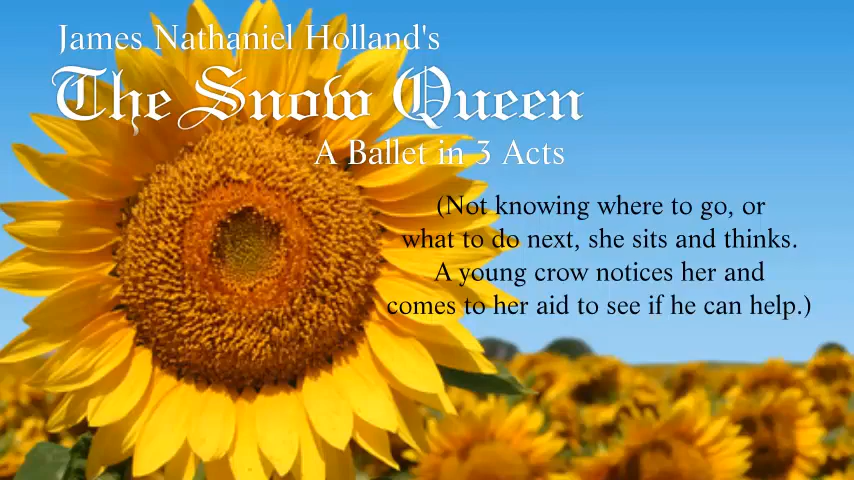 James Nathaniel Holland's
The Snow Queen
A Ballet in 3 Acts
(Not knowing where to go, or
what to do next, she sits and thinks.
A young crow notices her and
comes to her aid to see if he can help.)